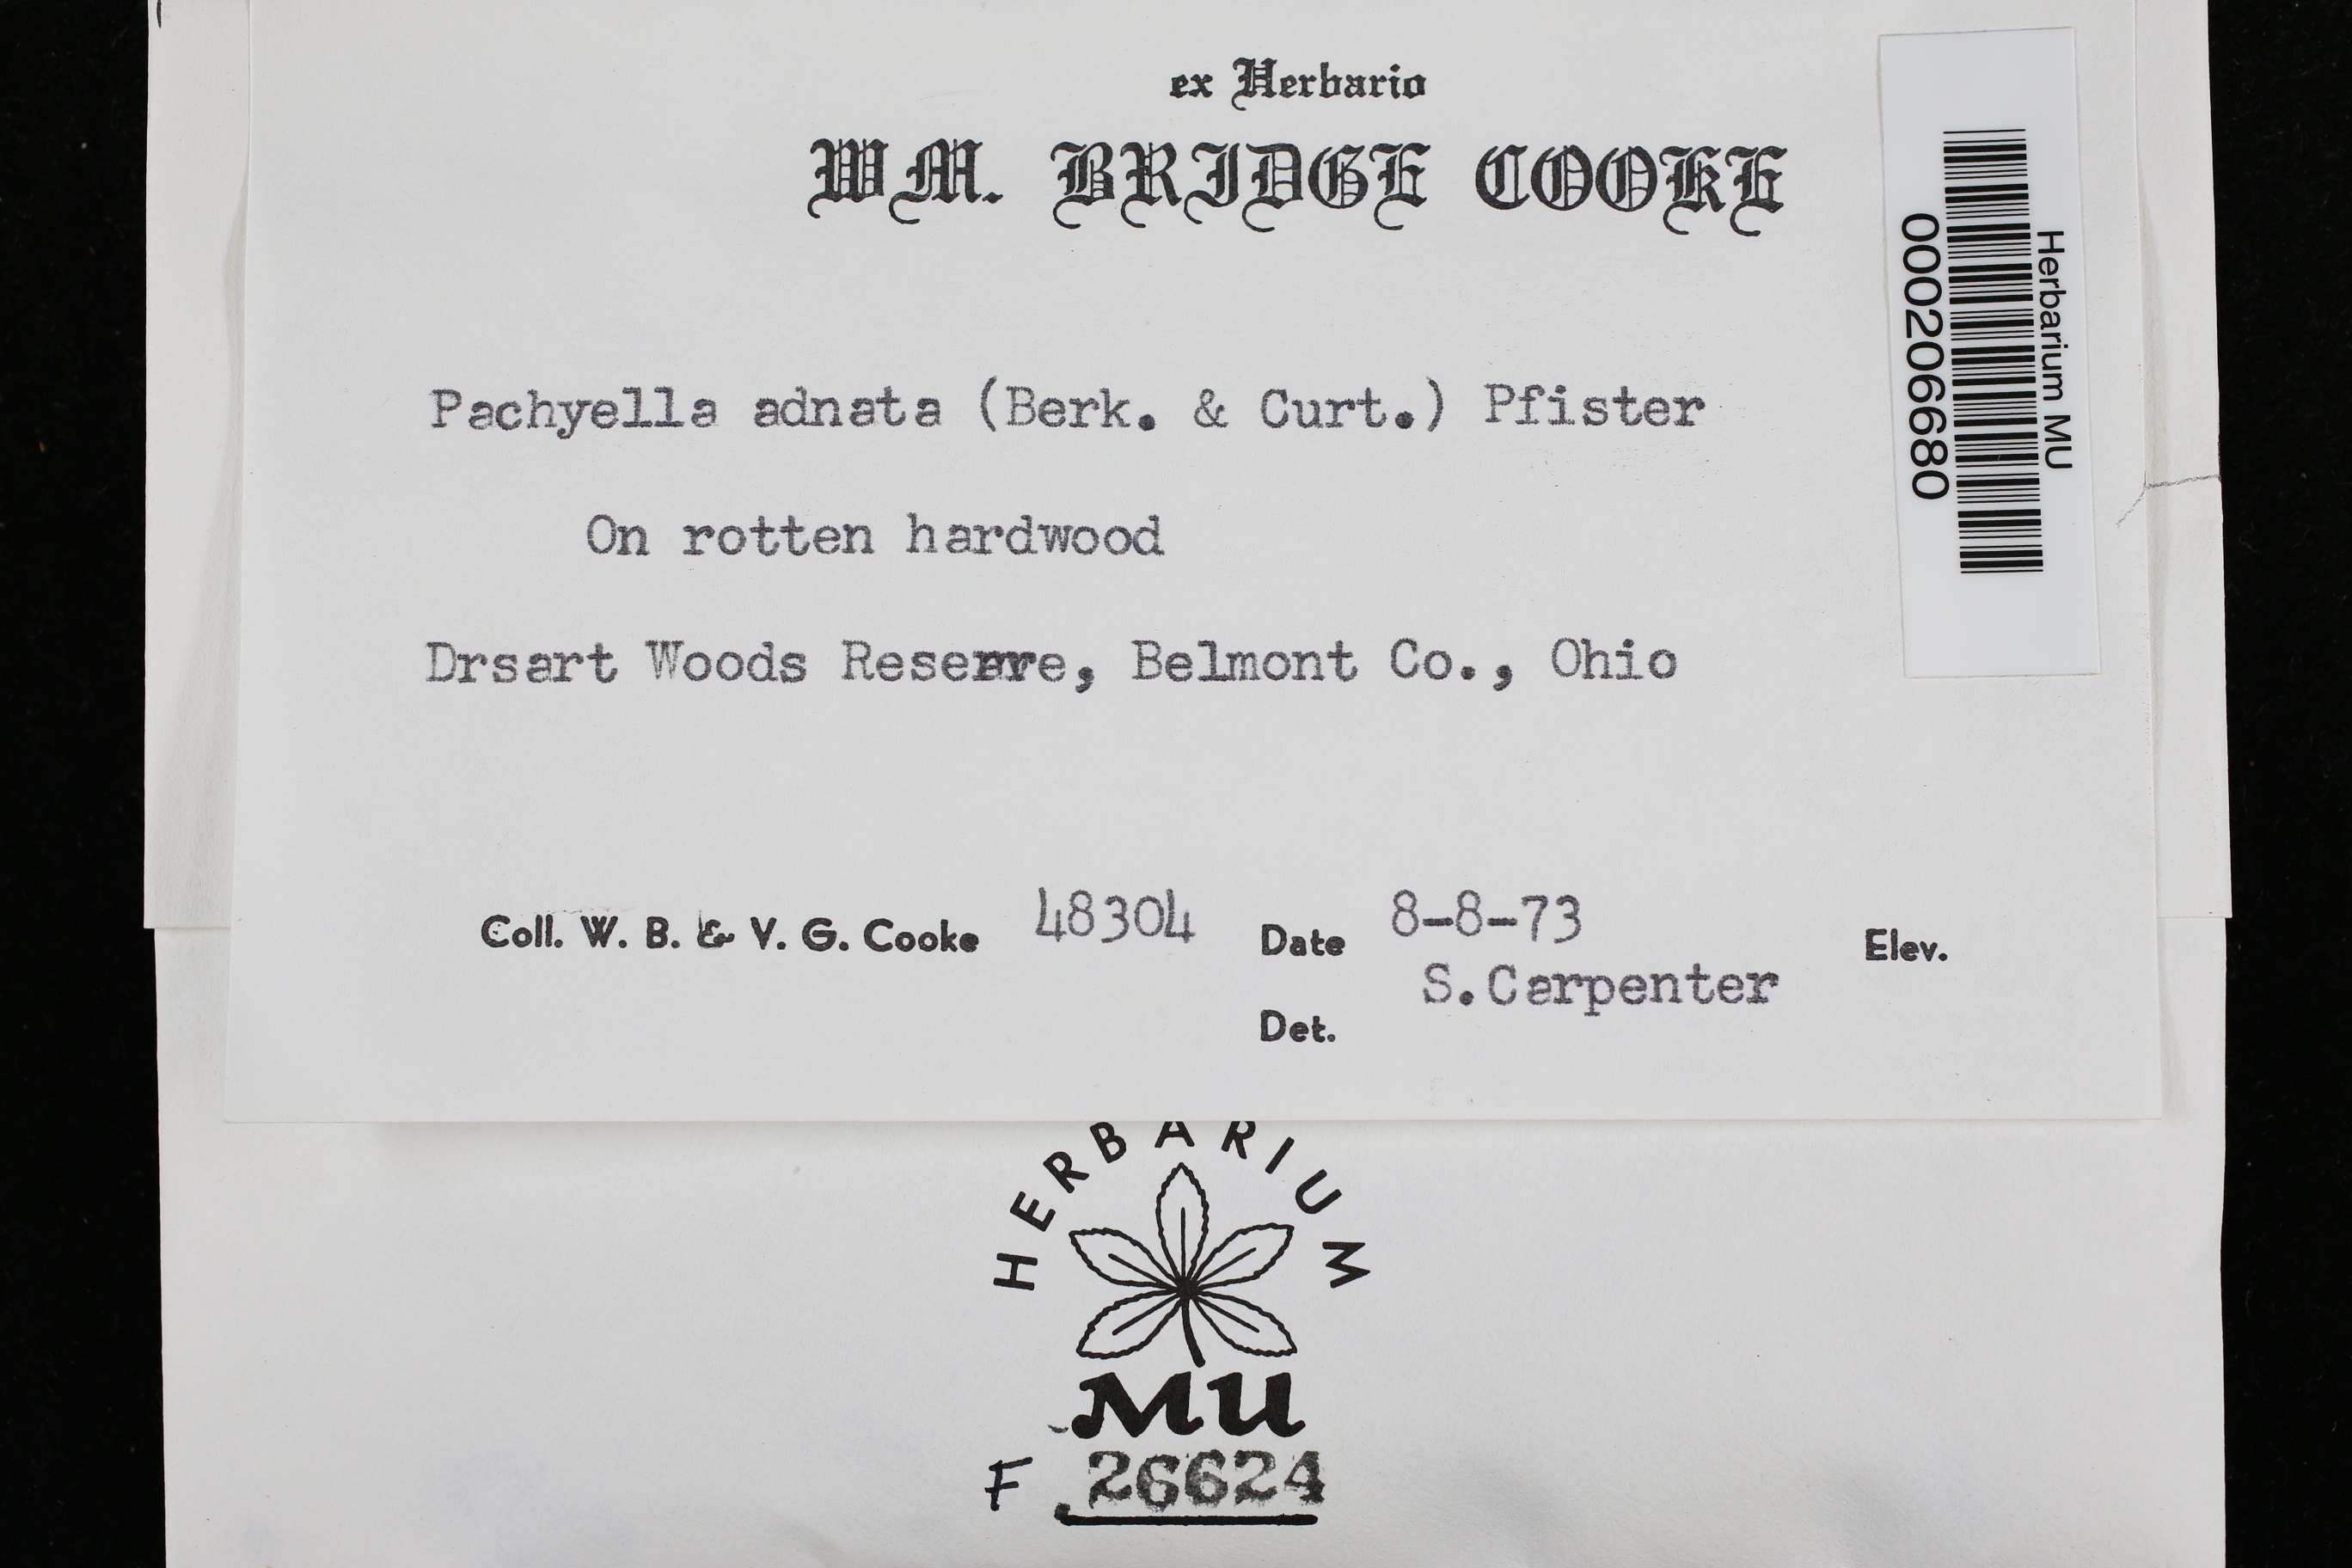 ex Herbario
WM. BRIDGE COOKE
Herbarium MU
000206680
Pachyella adnata (Berk. & Curt.) Pfister
On rotten hardwood
Drsart Woods Reserve, Belmont Co., Ohio
Coll. W. B. & V. G. Cooke 48304 Date 8-8-73 Elev.
Det. S.Carpenter
HERBARIUM
MU
F 26624